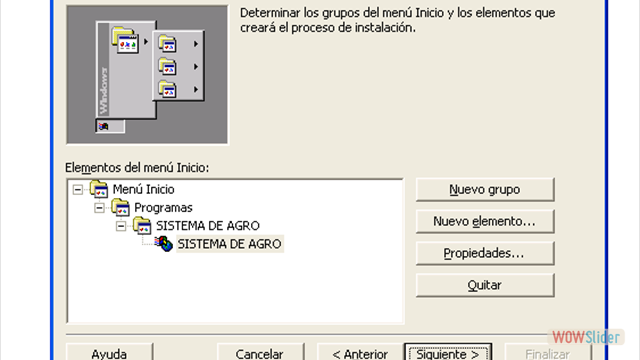 Determinar los grupos del menú Inicio y los elementos que
creará el proceso de instalación.
Windows
Elementos del menú Inicio:
Menú Inicio
Programas
SISTEMA DE AGRO
SISTEMA DE AGRO
Nuevo grupo
Nuevo elemento...
Propiedades...
Quitar
Ayuda
Cancelar
< Anterior
Siguiente >
Finalizar
WOWSlider